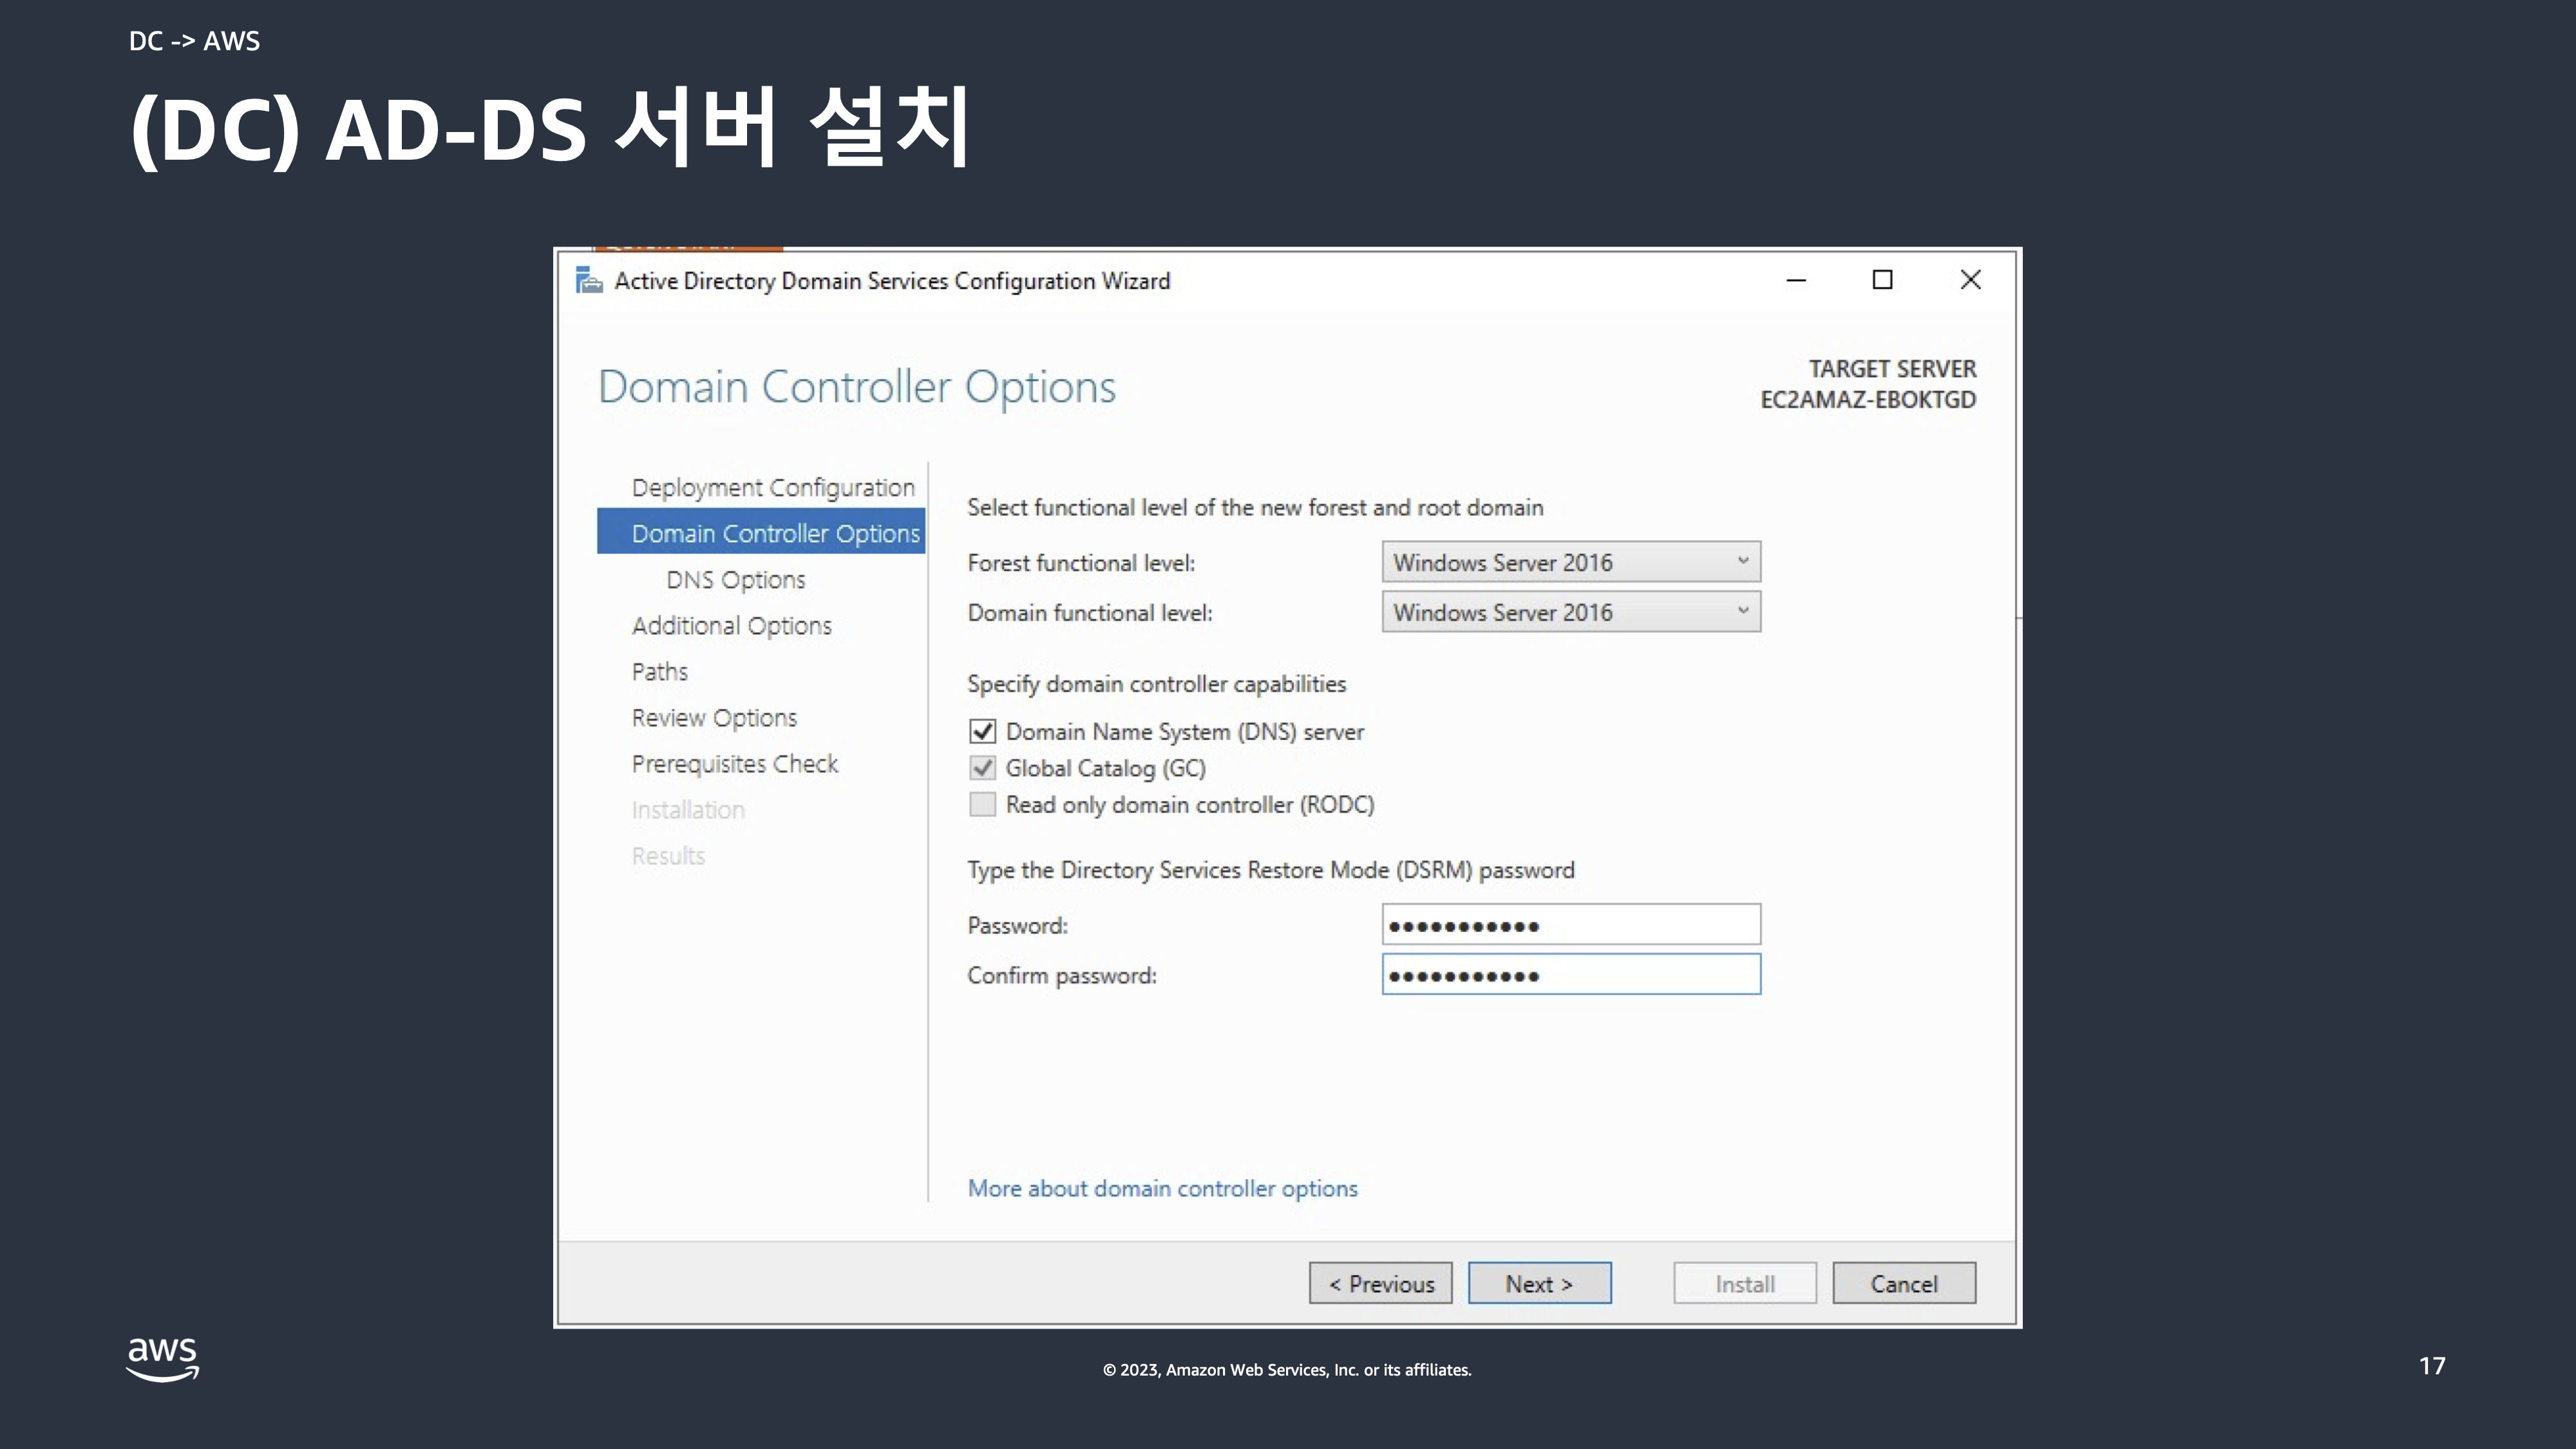 DC -> AWS
(DC) AD-DS 서버 설치
Active Directory Domain Services Configuration Wizard
Domain Controller Options
TARGET SERVER
EC2AMAZ-EBOKTGD
Deployment Configuration
Domain Controller Options
DNS Options
Additional Options
Paths
Review Options
Prerequisites Check
Installation
Results
Select functional level of the new forest and root domain
Forest functional level: Windows Server 2016
Domain functional level: Windows Server 2016
Specify domain controller capabilities
Domain Name System (DNS) server
Global Catalog (GC)
Read only domain controller (RODC)
Type the Directory Services Restore Mode (DSRM) password
Password: •••••••••••
Confirm password: •••••••••••
More about domain controller options
< Previous Next > Install Cancel
aws
© 2023, Amazon Web Services, Inc. or its affiliates.
17